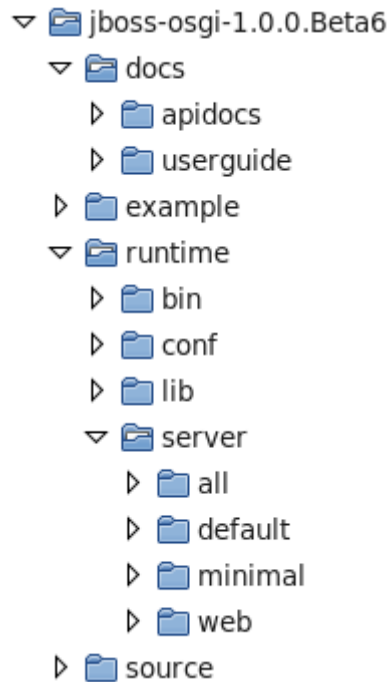 jboss-osgi-1.0.0.Beta6
docs
apidocs
userguide
example
runtime
bin
conf
lib
server
all
default
minimal
web
source